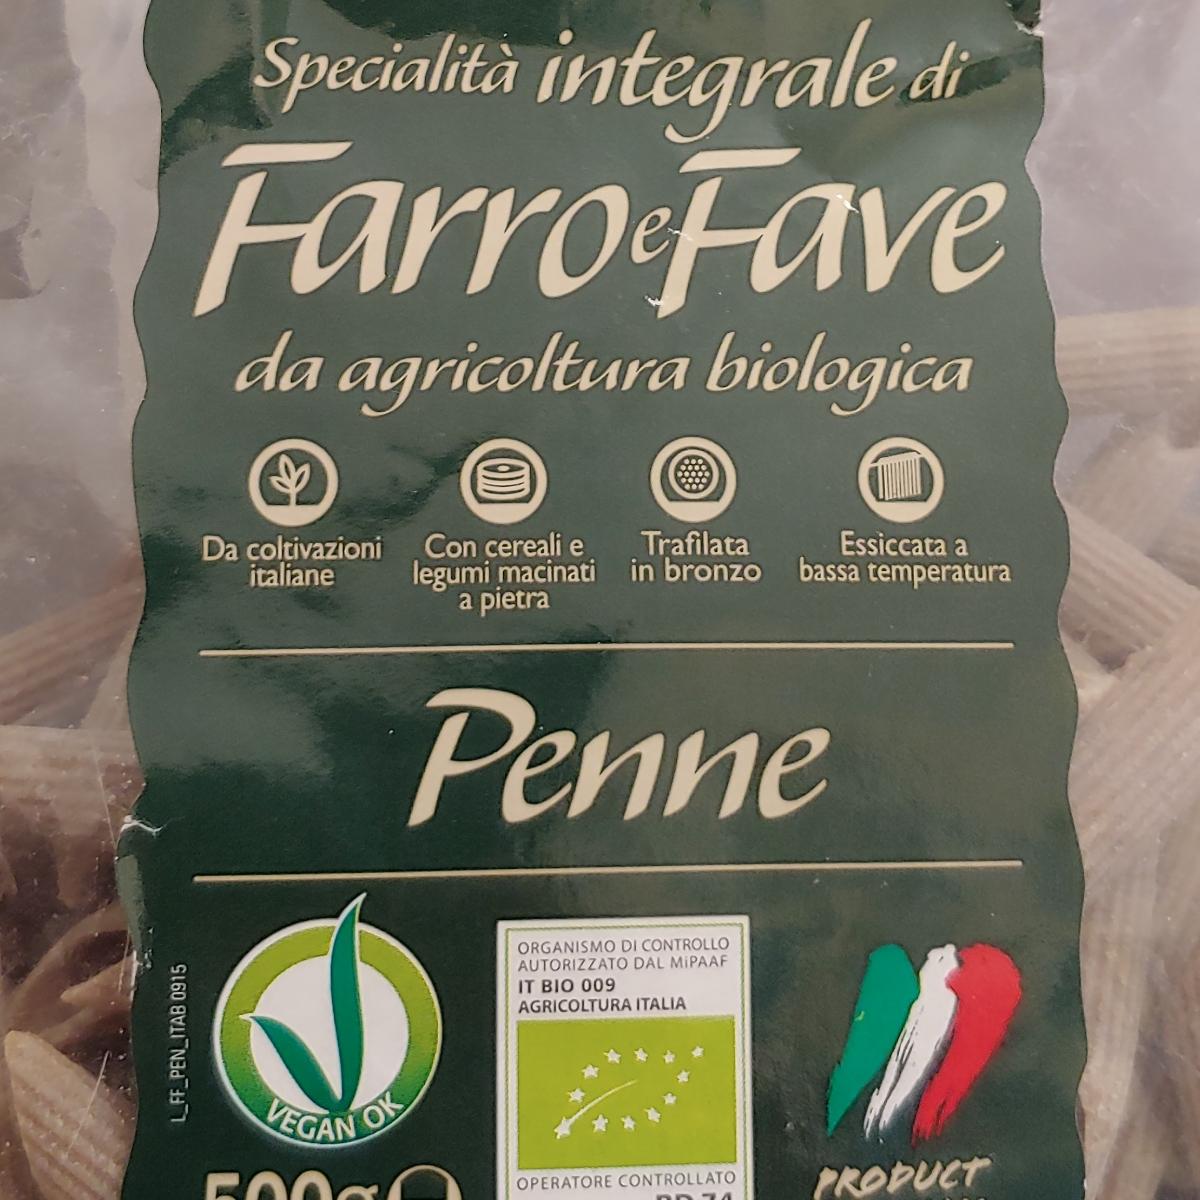 Specialità integrale di
Farro e Fave
da agricoltura biologica
Da coltivazioni
italiane
Con cereali e
legumi macinati
a pietra
Trafilata
in bronzo
Essiccata a
bassa temperatura
Penne
L_FF_PEN_ITAB 0915
VEGAN OK
500g
ORGANISMO DI CONTROLLO
AUTORIZZATO DAL MiPAAF
IT BIO 009
AGRICOLTURA ITALIA
OPERATORE CONTROLLATO
PRODUCT